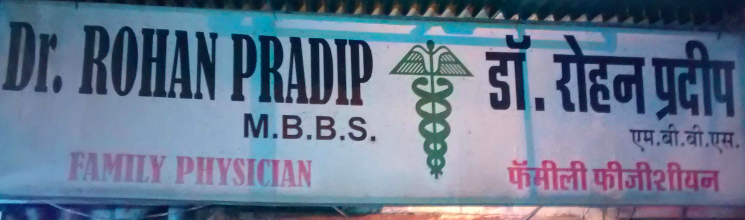 Dr. ROHAN PRADIP
M.B.B.S.
FAMILY PHYSICIAN
डॉ. रोहन प्रदीप
एम.बी.बी.एस.
फॅमीली फीजीशीयन